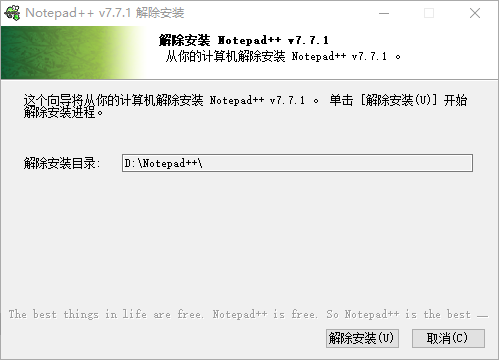 Notepad++ v7.7.1 解除安装
解除安装 Notepad++ v7.7.1
从你的计算机解除安装 Notepad++ v7.7.1 。
这个向导将从你的计算机解除安装 Notepad++ v7.7.1 。 单击 [解除安装(U)] 开始
解除安装进程。
解除安装目录: D:\Notepad++\
The best things in life are free. Notepad++ is free. So Notepad++ is the best
解除安装(U) 取消(C)